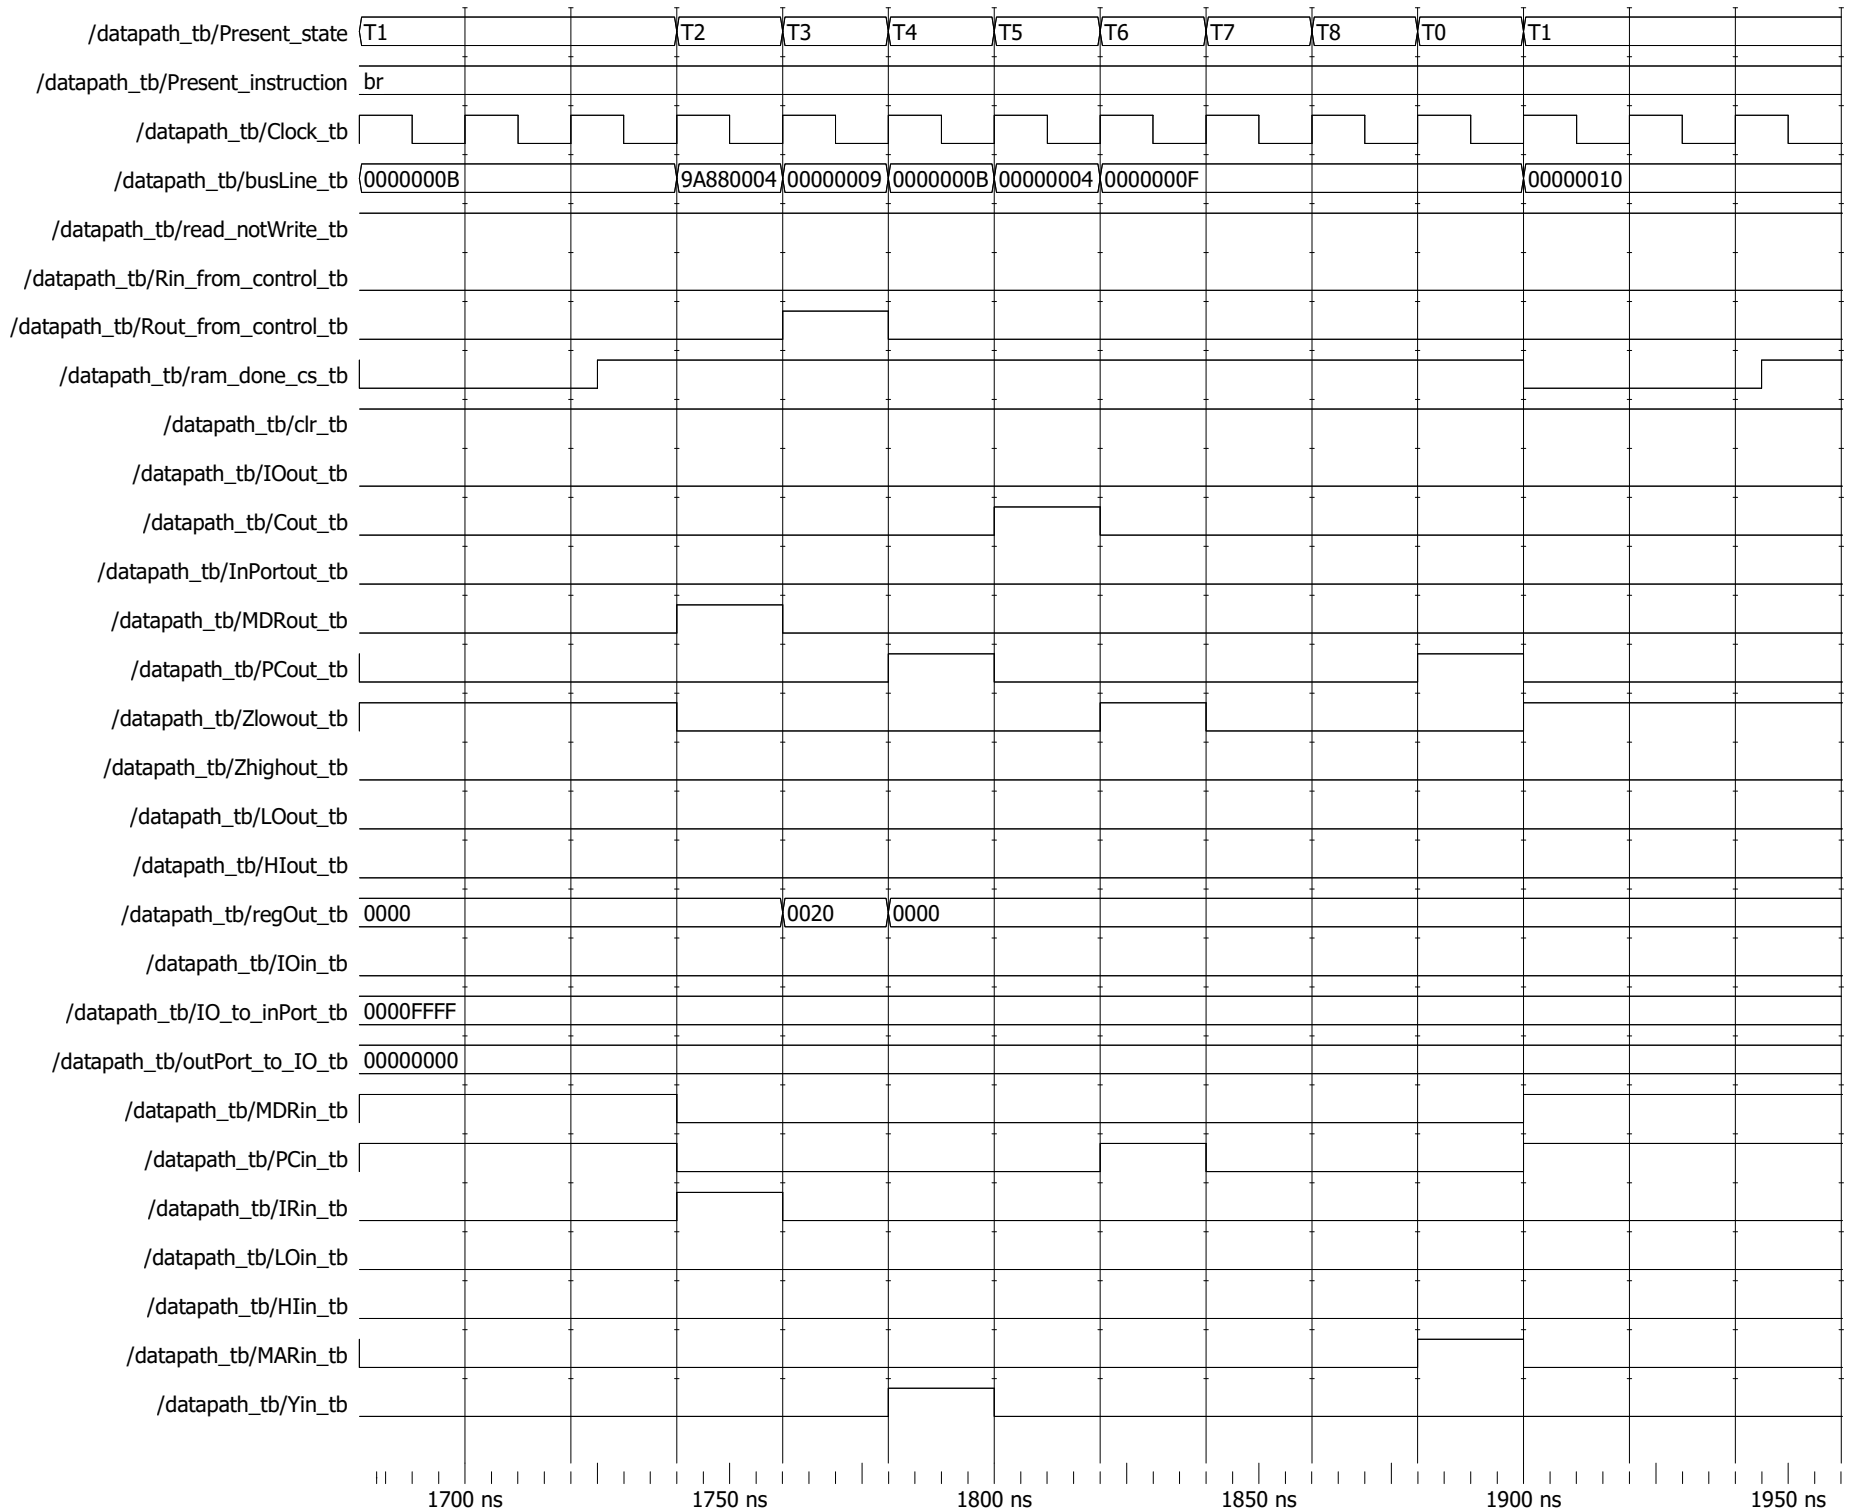 /datapath_tb/Present_state T1 T2 T3 T4 T5 T6 T7 T8 T0 T1
/datapath_tb/Present_instruction br
/datapath_tb/Clock_tb
/datapath_tb/busLine_tb 0000000B 9A880004 00000009 0000000B 00000004 0000000F 00000010
/datapath_tb/read_notWrite_tb
/datapath_tb/Rin_from_control_tb
/datapath_tb/Rout_from_control_tb
/datapath_tb/ram_done_cs_tb
/datapath_tb/clr_tb
/datapath_tb/IOout_tb
/datapath_tb/Cout_tb
/datapath_tb/InPortout_tb
/datapath_tb/MDRout_tb
/datapath_tb/PCout_tb
/datapath_tb/Zlowout_tb
/datapath_tb/Zhighout_tb
/datapath_tb/LOout_tb
/datapath_tb/HIout_tb
/datapath_tb/regOut_tb 0000 0020 0000
/datapath_tb/IOin_tb
/datapath_tb/IO_to_inPort_tb 0000FFFF
/datapath_tb/outPort_to_IO_tb 00000000
/datapath_tb/MDRin_tb
/datapath_tb/PCin_tb
/datapath_tb/IRin_tb
/datapath_tb/LOin_tb
/datapath_tb/HIin_tb
/datapath_tb/MARin_tb
/datapath_tb/Yin_tb
1700 ns 1750 ns 1800 ns 1850 ns 1900 ns 1950 ns